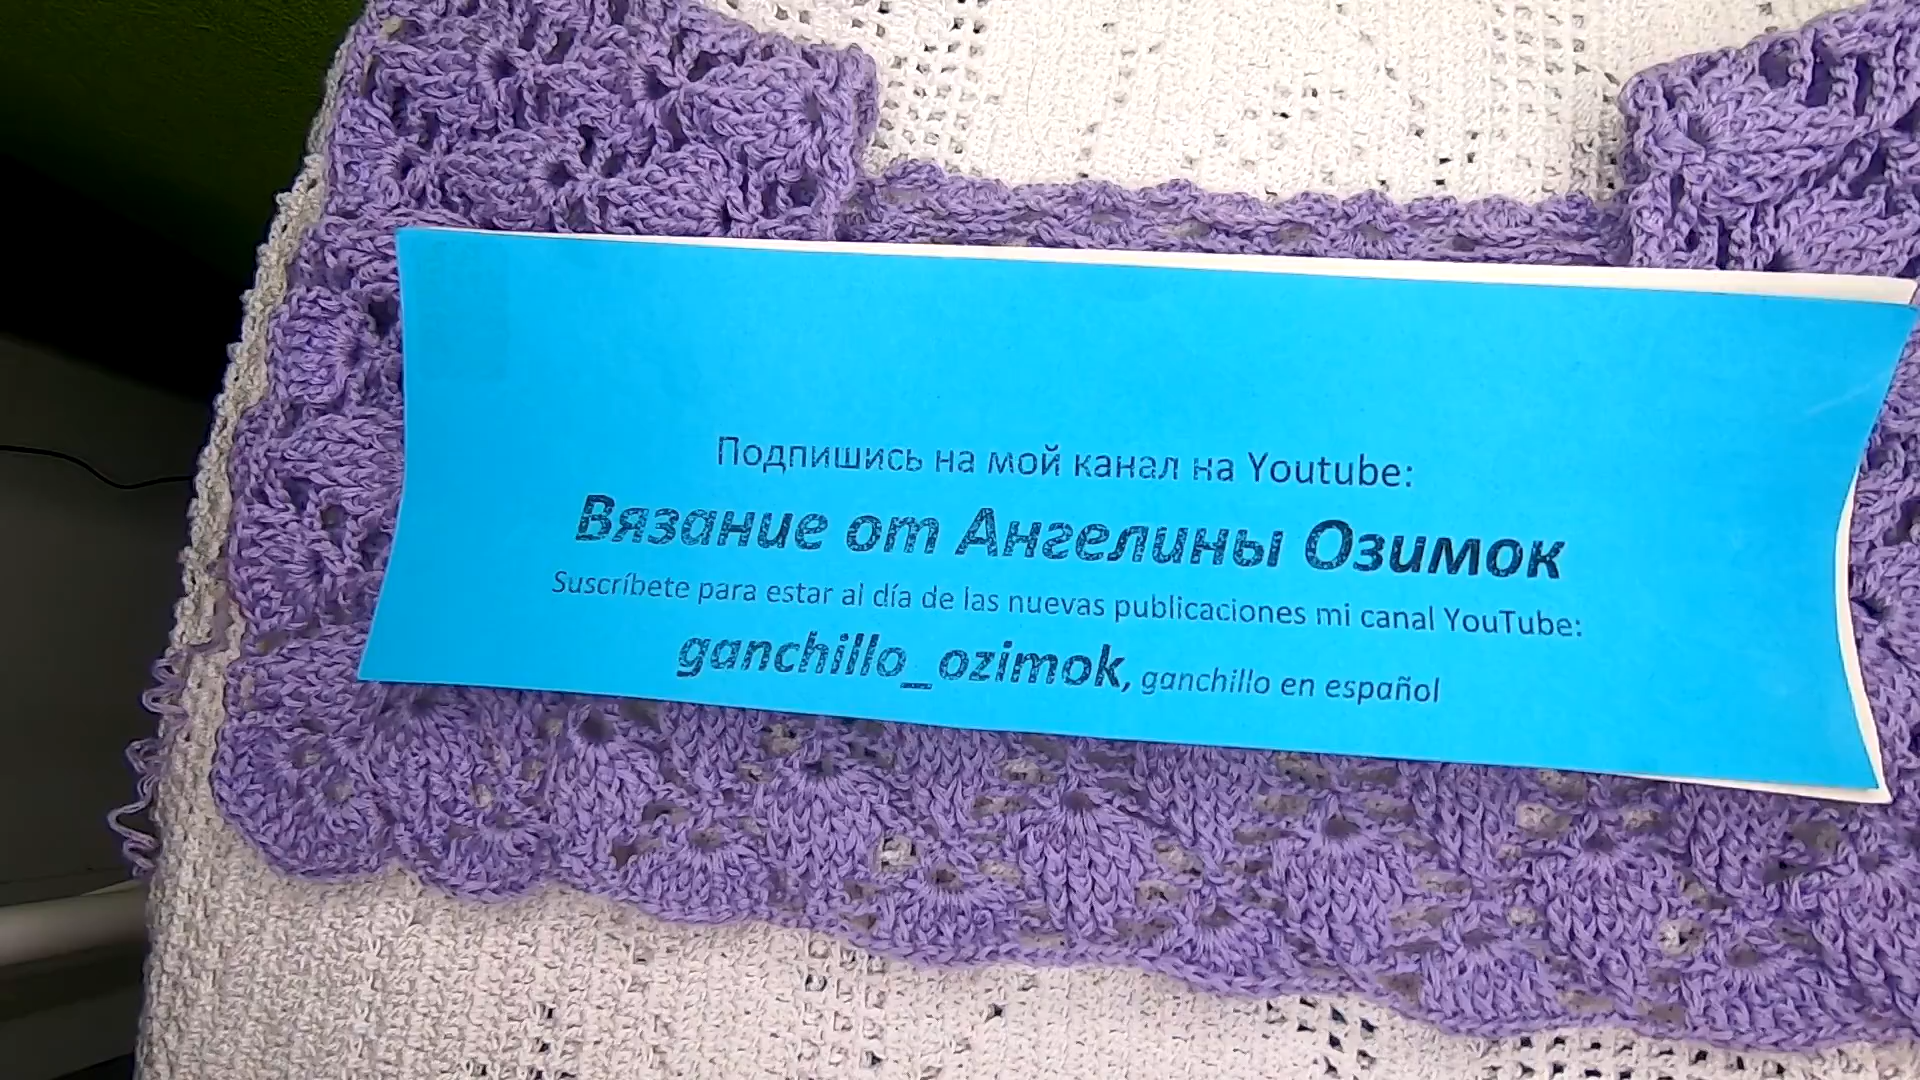 Подпишись на мой канал на Youtube:
Вязание от Ангелины Озимок
Suscríbete para estar al día de las nuevas publicaciones mi canal YouTube:
ganchillo_ozimok, ganchillo en español